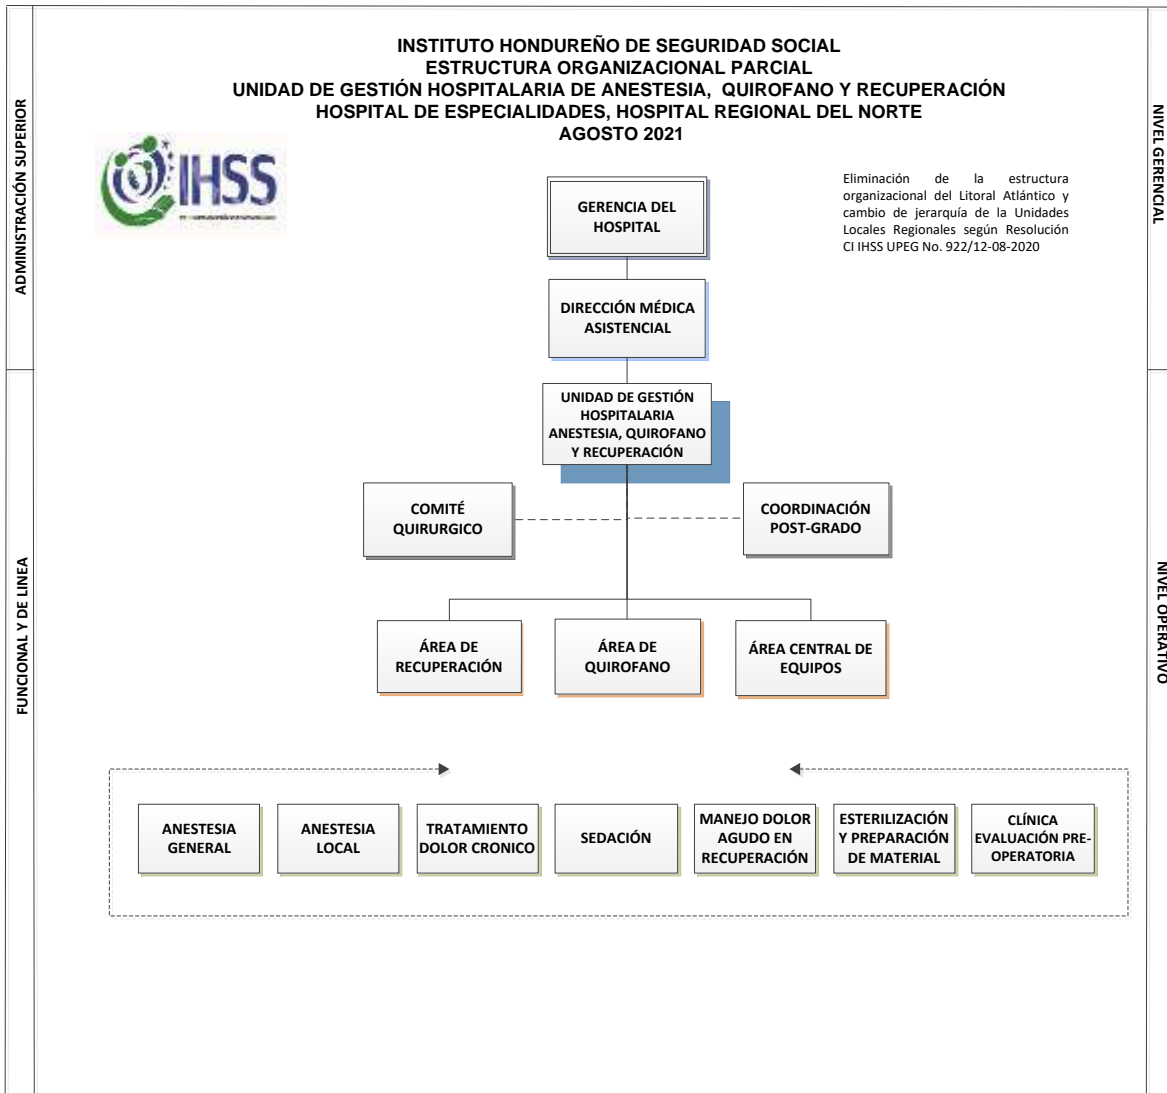 INSTITUTO HONDUREÑO DE SEGURIDAD SOCIAL
ESTRUCTURA ORGANIZACIONAL PARCIAL
UNIDAD DE GESTIÓN HOSPITALARIA DE ANESTESIA, QUIROFANO Y RECUPERACIÓN
HOSPITAL DE ESPECIALIDADES, HOSPITAL REGIONAL DEL NORTE
AGOSTO 2021
ADMINISTRACIÓN SUPERIOR
NIVEL GERENCIAL
IHSS
Eliminación de la estructura
organizacional del Litoral Atlántico y
cambio de jerarquía de la Unidades
Locales Regionales según Resolución
CI IHSS UPEG No. 922/12-08-2020
GERENCIA DEL
HOSPITAL
DIRECCIÓN MÉDICA
ASISTENCIAL
FUNCIONAL Y DE LINEA
NIVEL OPERATIVO
UNIDAD DE GESTIÓN
HOSPITALARIA
ANESTESIA, QUIROFANO
Y RECUPERACIÓN
COMITÉ
QUIRURGICO
COORDINACIÓN
POST-GRADO
ÁREA DE
RECUPERACIÓN
ÁREA DE
QUIROFANO
ÁREA CENTRAL DE
EQUIPOS
ANESTESIA
GENERAL
ANESTESIA
LOCAL
TRATAMIENTO
DOLOR CRONICO
SEDACIÓN
MANEJO DOLOR
AGUDO EN
RECUPERACIÓN
ESTERILIZACIÓN
Y PREPARACIÓN
DE MATERIAL
CLÍNICA
EVALUACIÓN PRE-
OPERATORIA